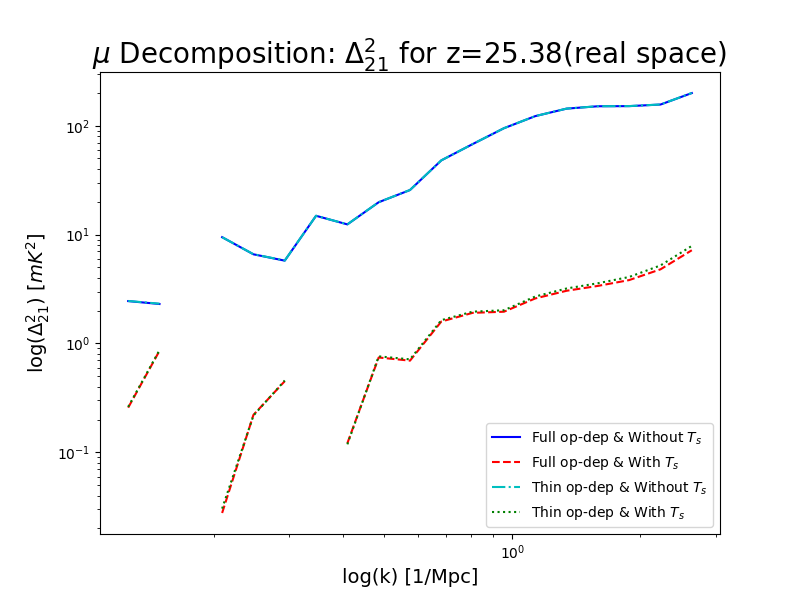 μ Decomposition: Δ²₂₁ for z=25.38(real space)
log(Δ²₂₁) [mK²]
10²
10¹
10⁰
10⁻¹
Full op-dep & Without Tₛ
Full op-dep & With Tₛ
Thin op-dep & Without Tₛ
Thin op-dep & With Tₛ
10⁰
log(k) [1/Mpc]